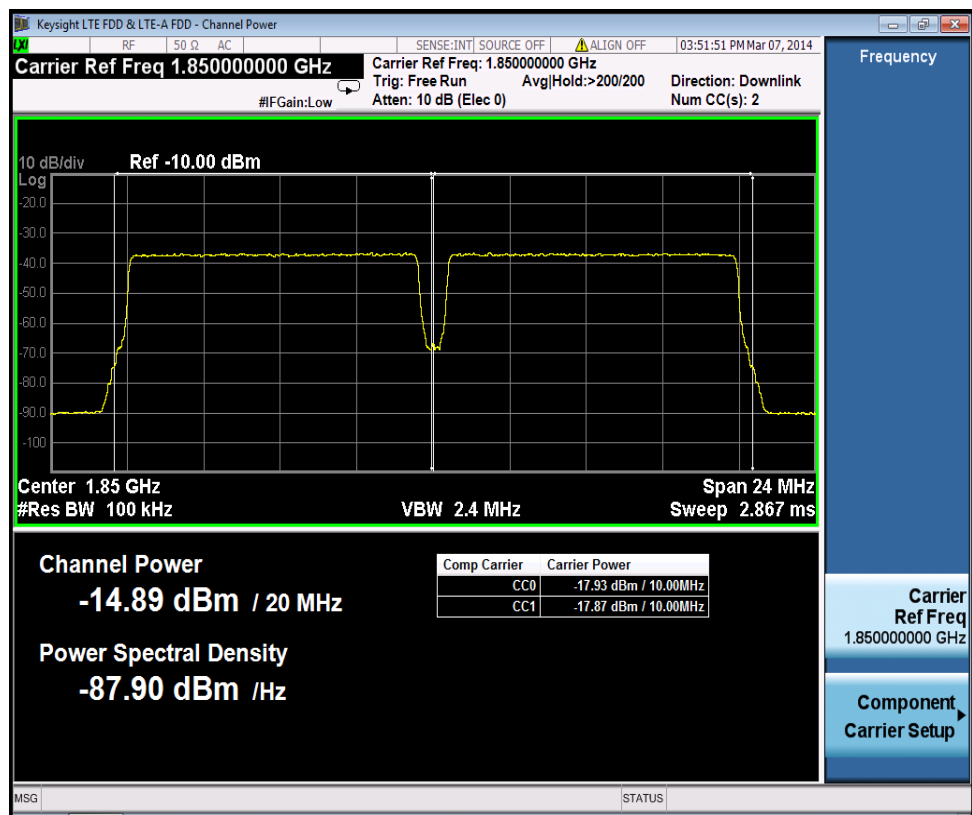 Keysight LTE FDD & LTE-A FDD - Channel Power
LXI RF 50 Ω AC SENSE:INT SOURCE OFF ALIGN OFF 03:51:51 PM Mar 07, 2014
Carrier Ref Freq 1.850000000 GHz
Carrier Ref Freq: 1.850000000 GHz
Trig: Free Run Avg|Hold:>200/200 Direction: Downlink
#IFGain:Low Atten: 10 dB (Elec 0) Num CC(s): 2
10 dB/div Ref -10.00 dBm
Log
-20.0
-30.0
-40.0
-50.0
-60.0
-70.0
-80.0
-90.0
-100
Center 1.85 GHz Span 24 MHz
#Res BW 100 kHz VBW 2.4 MHz Sweep 2.867 ms
Channel Power
-14.89 dBm / 20 MHz
Power Spectral Density
-87.90 dBm /Hz
Comp Carrier Carrier Power
CC0 -17.93 dBm / 10.00MHz
CC1 -17.87 dBm / 10.00MHz
Frequency
Carrier
Ref Freq
1.850000000 GHz
Component
Carrier Setup
MSG STATUS